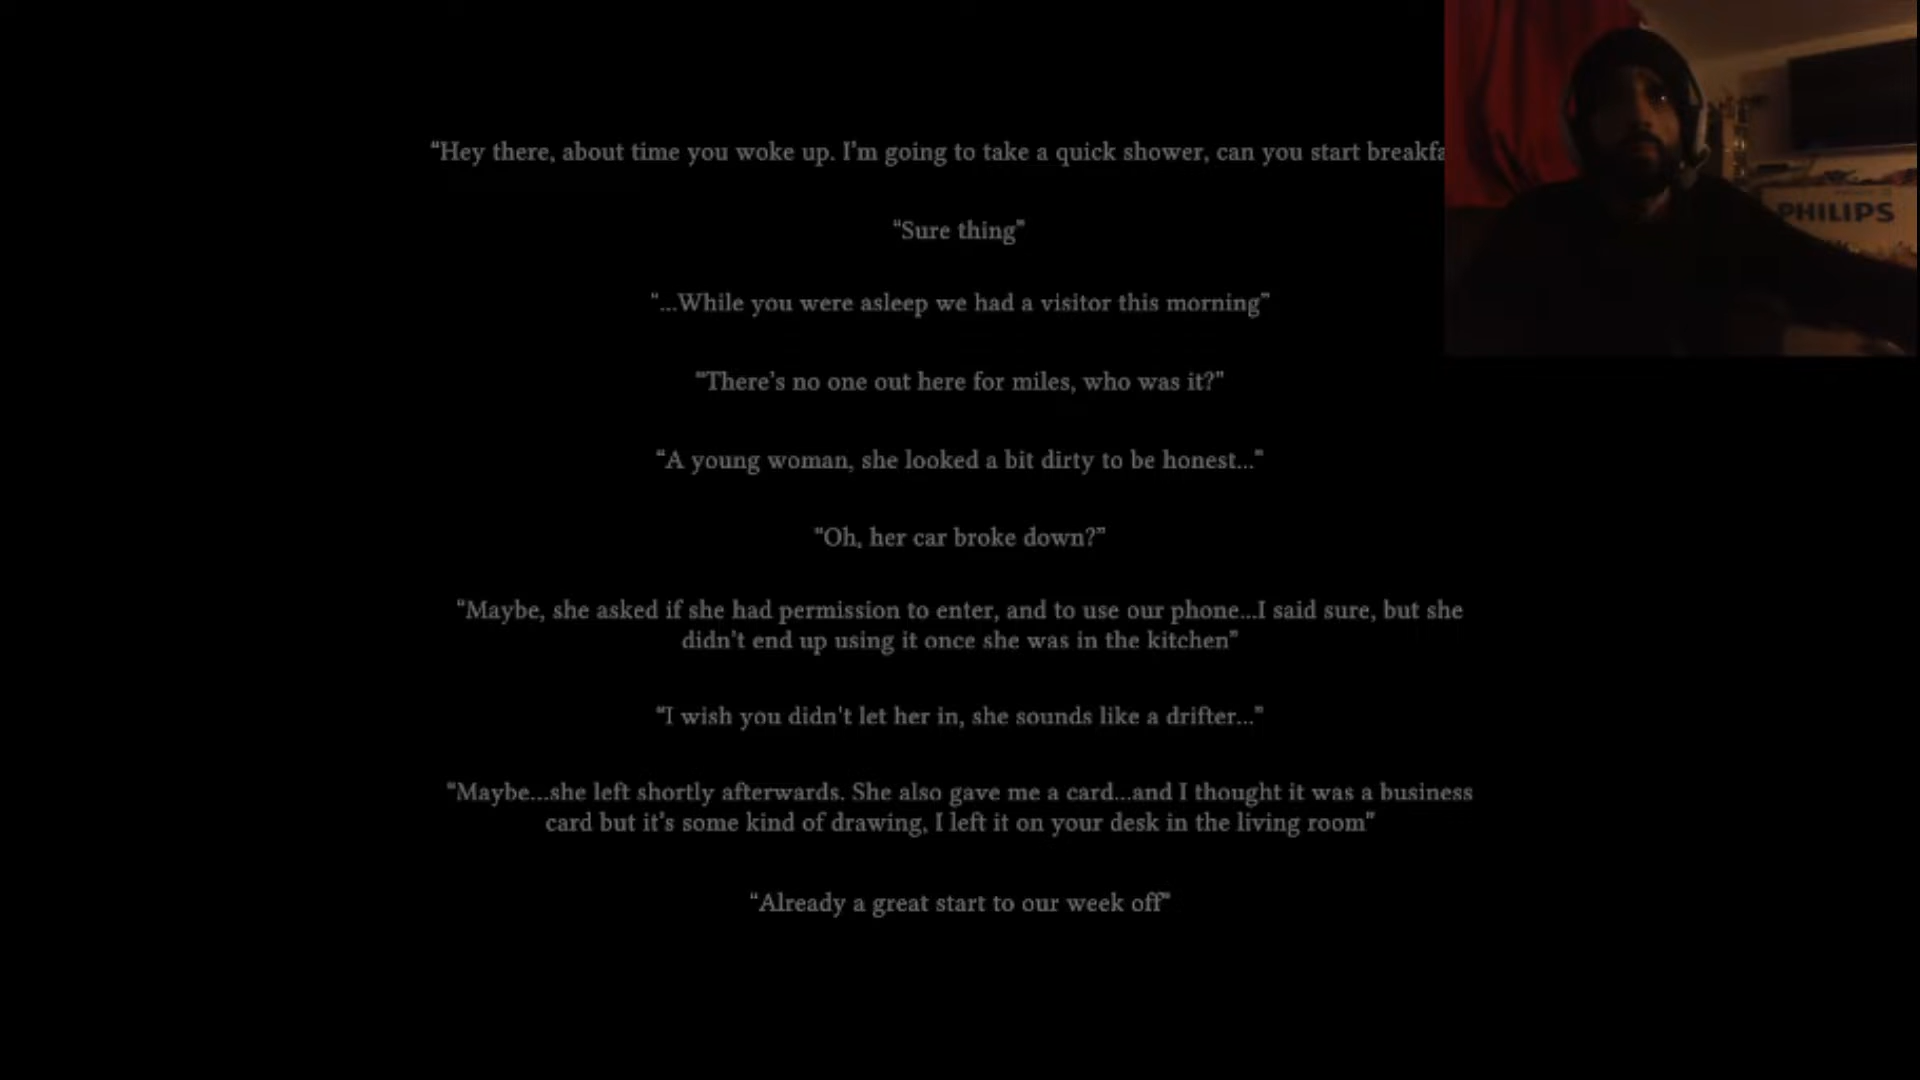 “Hey there, about time you woke up. I’m going to take a quick shower, can you start breakfa
“Sure thing”
“...While you were asleep we had a visitor this morning”
“There’s no one out here for miles, who was it?”
“A young woman, she looked a bit dirty to be honest...”
“Oh, her car broke down?”
“Maybe, she asked if she had permission to enter, and to use our phone...I said sure, but she
didn’t end up using it once she was in the kitchen”
“I wish you didn't let her in, she sounds like a drifter...”
“Maybe...she left shortly afterwards. She also gave me a card...and I thought it was a business
card but it’s some kind of drawing, I left it on your desk in the living room”
“Already a great start to our week off”
PHILIPS